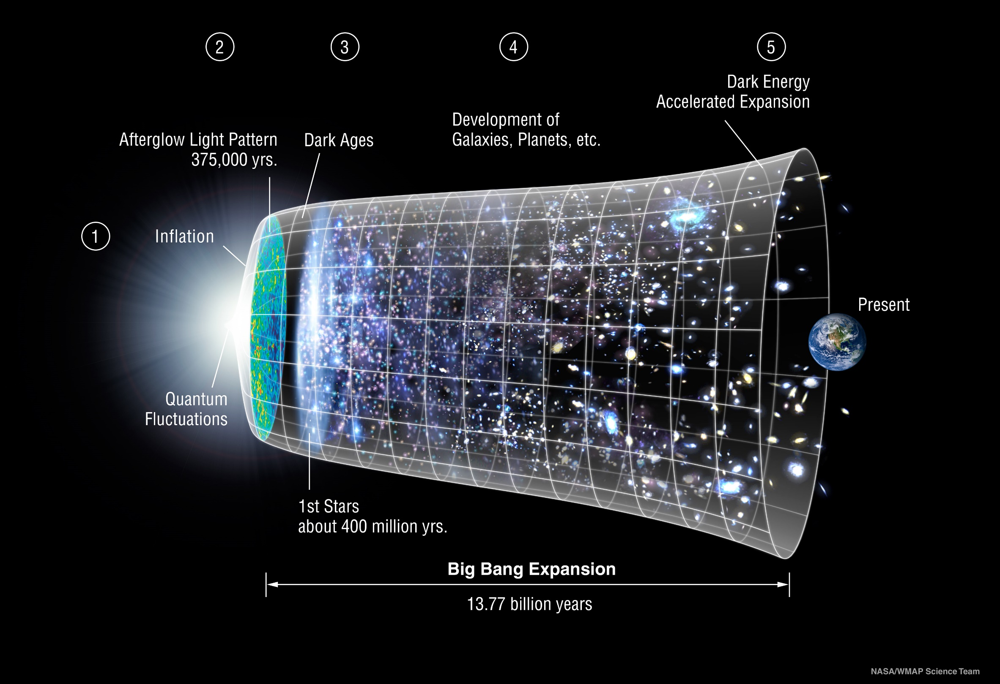 2
3
4
5
Dark Energy
Accelerated Expansion
Development of
Galaxies, Planets, etc.
Afterglow Light Pattern
375,000 yrs.
Dark Ages
1
Inflation
Present
Quantum
Fluctuations
1st Stars
about 400 million yrs.
Big Bang Expansion
13.77 billion years
NASA/WMAP Science Team